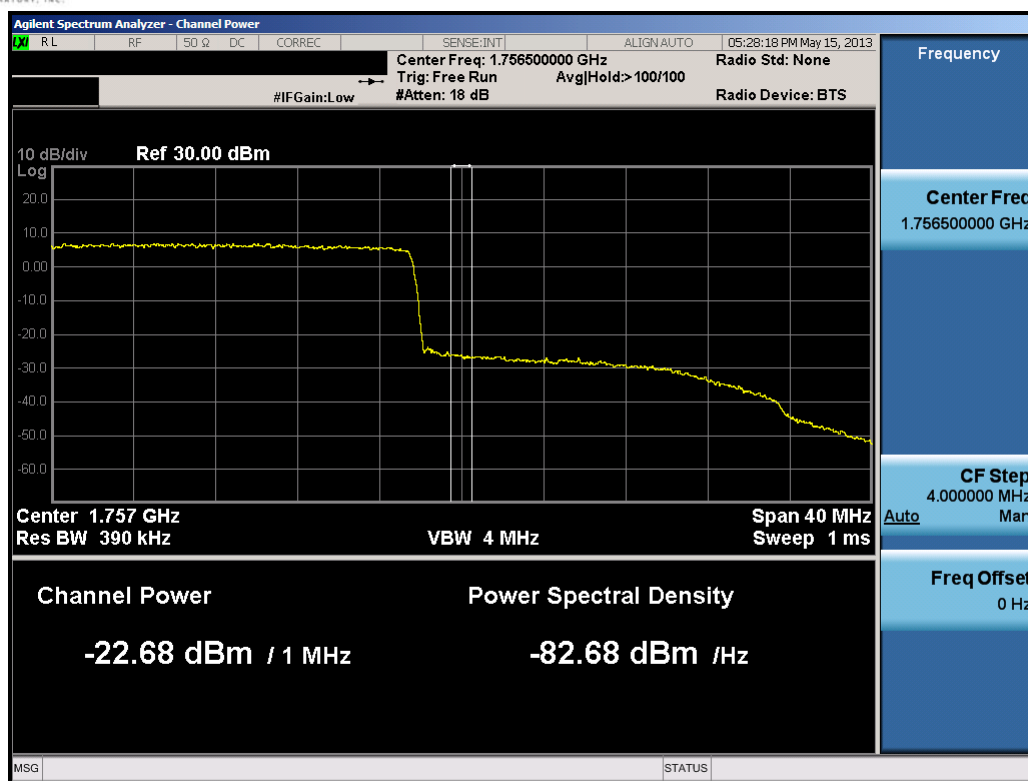 Agilent Spectrum Analyzer - Channel Power
LXI RL RF 50 Ω DC CORREC SENSE:INT ALIGN AUTO 05:28:18 PM May 15, 2013
Center Freq: 1.756500000 GHz Radio Std: None
Trig: Free Run Avg|Hold:> 100/100
#IFGain:Low #Atten: 18 dB Radio Device: BTS
10 dB/div Ref 30.00 dBm
Log
20.0
10.0
0.00
-10.0
-20.0
-30.0
-40.0
-50.0
-60.0
Center 1.757 GHz Span 40 MHz
Res BW 390 kHz VBW 4 MHz Sweep 1 ms
Channel Power Power Spectral Density
-22.68 dBm / 1 MHz -82.68 dBm /Hz
MSG STATUS
Frequency
Center Freq
1.756500000 GHz
CF Step
4.000000 MHz
Auto Man
Freq Offset
0 Hz